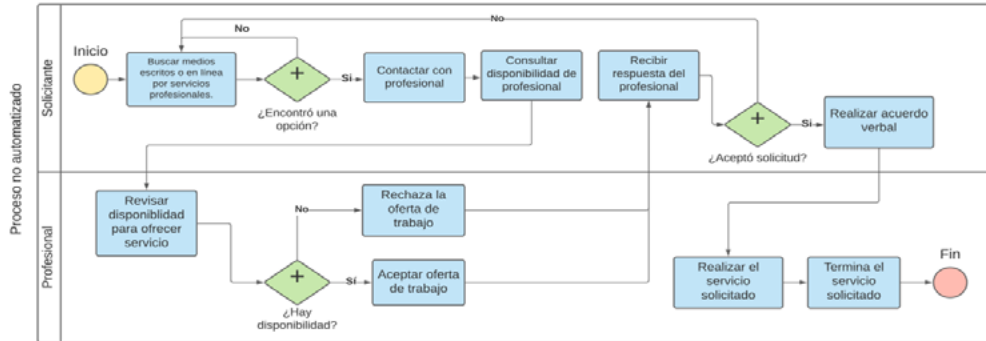 Proceso no automatizado
Solicitante
Inicio
Buscar medios
escritos o en línea
por servicios
profesionales.
No
¿Encontró una
opción?
Si
Contactar con
profesional
Consultar
disponibilidad de
profesional
Recibir
respuesta del
profesional
No
¿Aceptó solicitud?
Si
Realizar acuerdo
verbal
Profesional
Revisar
disponiblidad
para ofrecer
servicio
¿Hay
disponibilidad?
No
Rechaza la
oferta de
trabajo
Sí
Aceptar oferta
de trabajo
Realizar el
servicio
solicitado
Termina el
servicio
solicitado
Fin